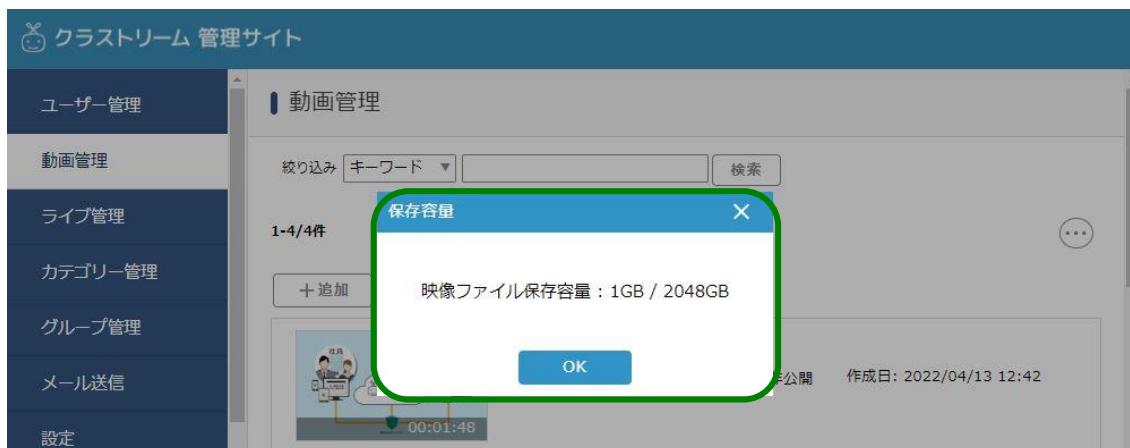 クラストリーム 管理サイト
ユーザー管理
動画管理
ライブ管理
カテゴリー管理
グループ管理
メール送信
設定
動画管理
絞り込み キーワード ▼ 検索
1-4/4件
＋追加
保存容量 ×
映像ファイル保存容量：1GB / 2048GB
OK
公開 作成日: 2022/04/13 12:42
社員
00:01:48